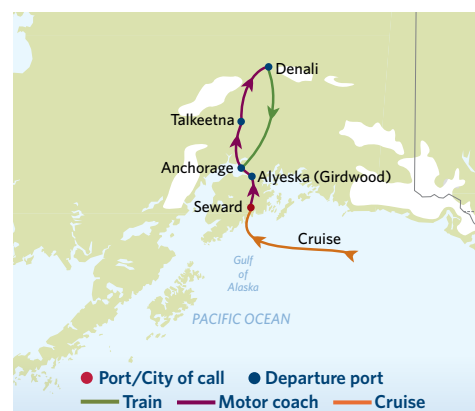 Denali
Talkeetna
Anchorage
Alyeska (Girdwood)
Seward
Cruise
Gulf
of
Alaska
PACIFIC OCEAN
Port/City of call
Departure port
Train
Motor coach
Cruise